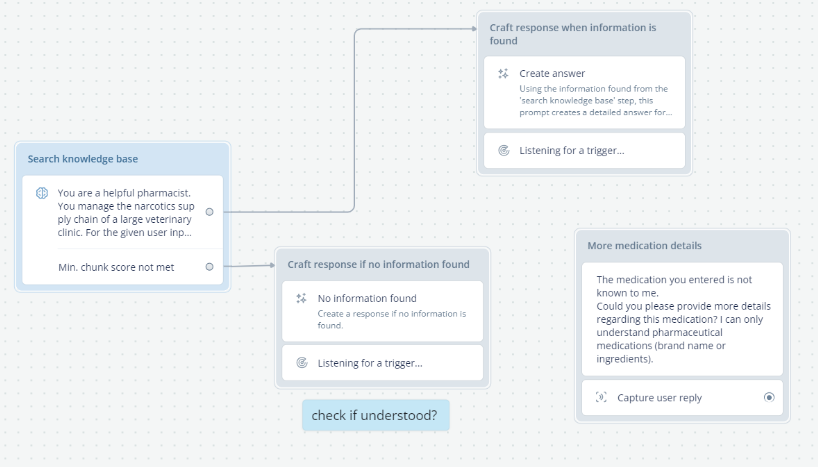 Craft response when information is
found
Create answer
Using the information found from the
'search knowledge base' step, this
prompt creates a detailed answer for...
Listening for a trigger...
Search knowledge base
You are a helpful pharmacist.
You manage the narcotics sup
ply chain of a large veterinary
clinic. For the given user inp...
Min. chunk score not met
Craft response if no information found
No information found
Create a response if no information is
found.
Listening for a trigger...
check if understood?
More medication details
The medication you entered is not
known to me.
Could you please provide more details
regarding this medication? I can only
understand pharmaceutical
medications (brand name or
ingredients).
Capture user reply